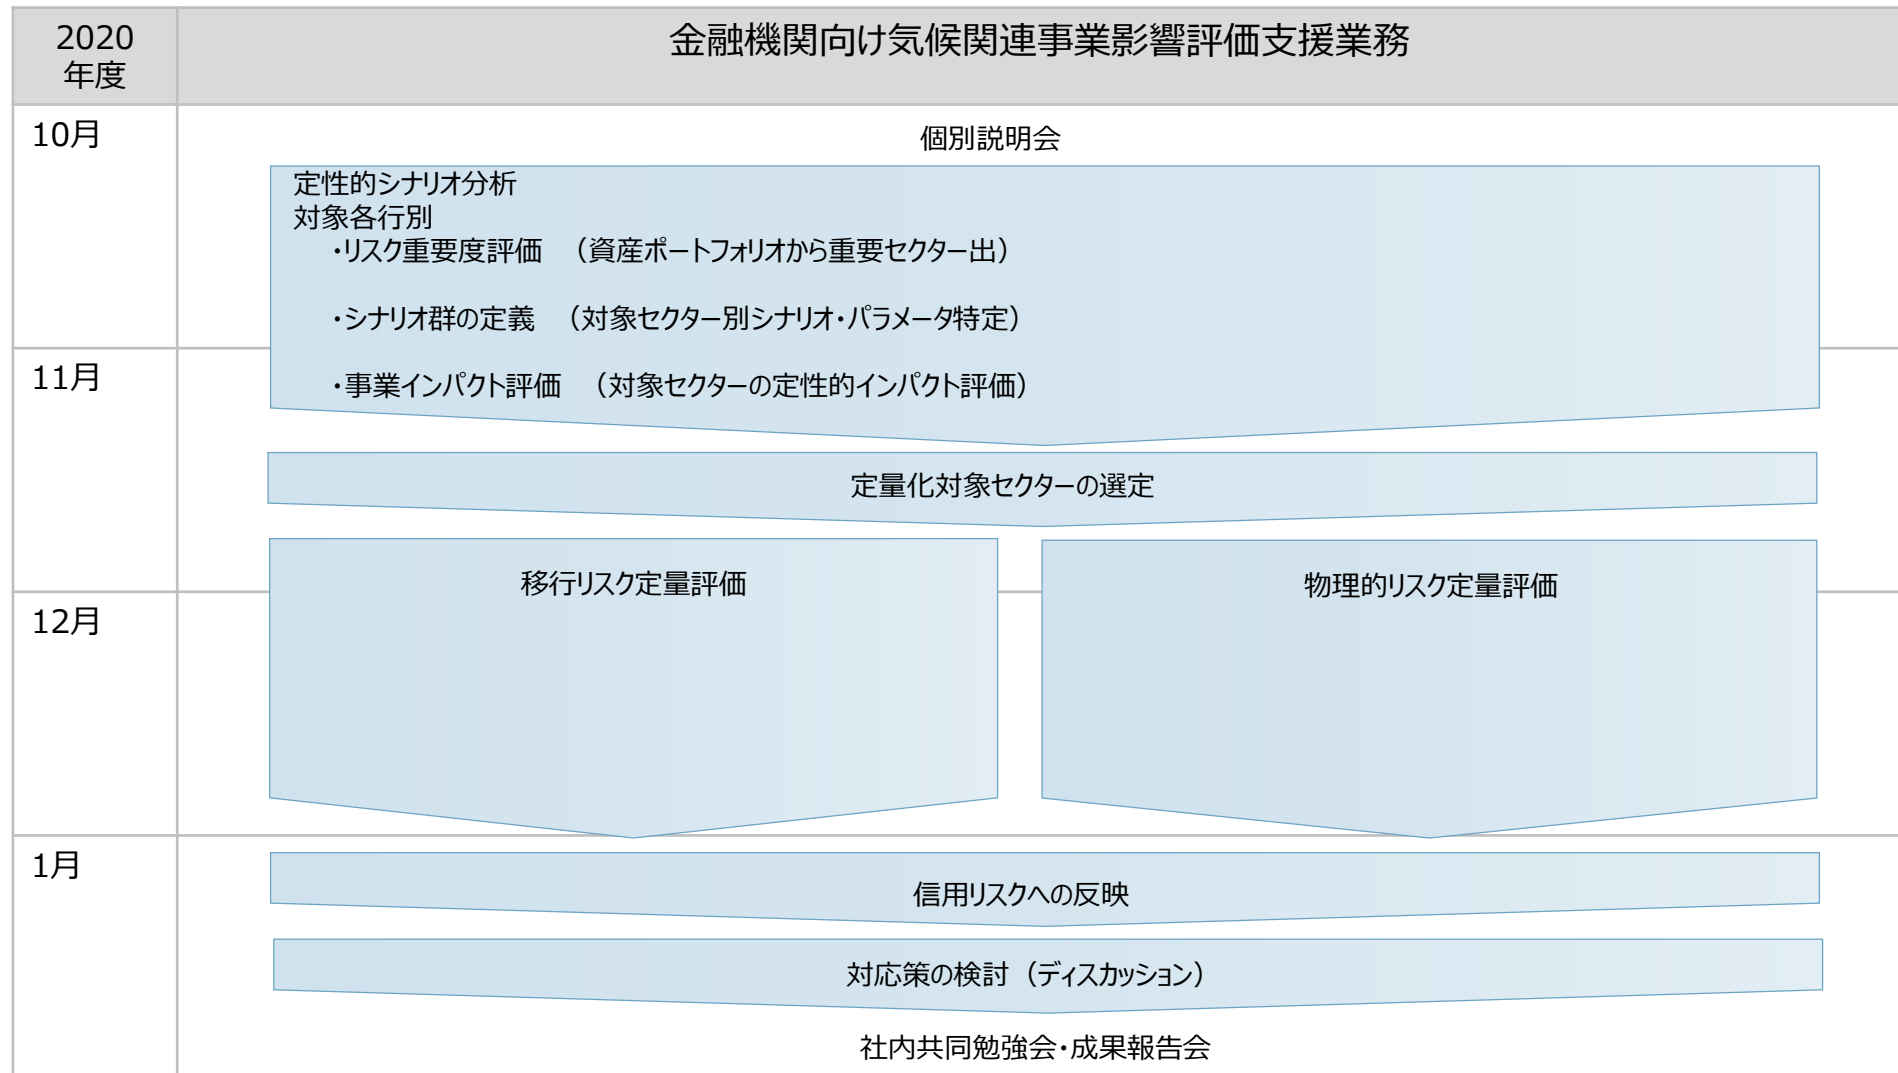 2020
年度
金融機関向け気候関連事業影響評価支援業務
10月
個別説明会
定性的シナリオ分析
対象各行別
・リスク重要度評価　（資産ポートフォリオから重要セクター出）
・シナリオ群の定義　（対象セクター別シナリオ・パラメータ特定）
11月
・事業インパクト評価　（対象セクターの定性的インパクト評価）
定量化対象セクターの選定
移行リスク定量評価
物理的リスク定量評価
12月
1月
信用リスクへの反映
対応策の検討（ディスカッション）
社内共同勉強会・成果報告会